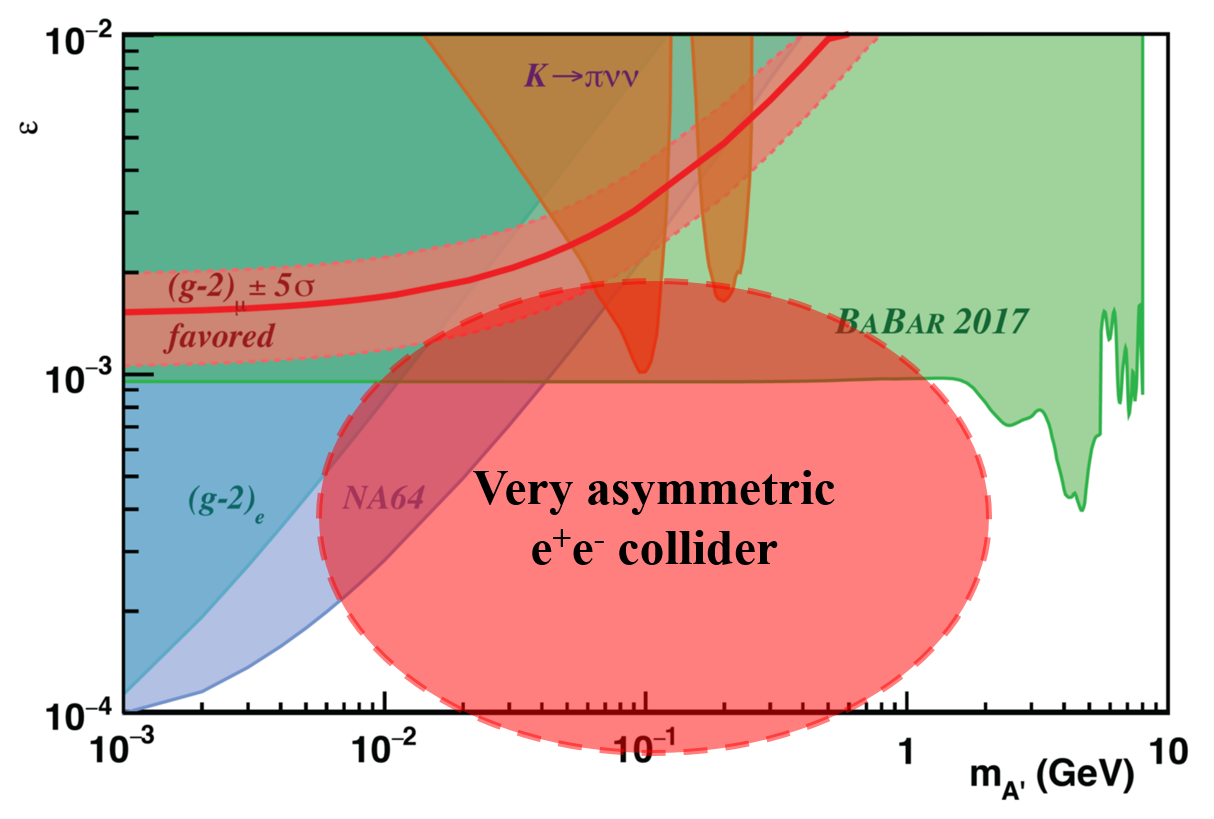 10⁻²
ε
K→πνν
(g-2)μ ± 5σ
favored
BABAR 2017
10⁻³
(g-2)e
NA64
Very asymmetric
e⁺e⁻ collider
10⁻⁴
10⁻³ 10⁻² 10⁻¹ 1 10
mA' (GeV)